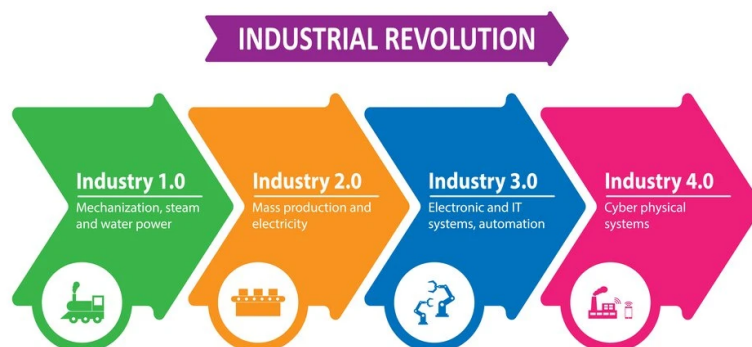 INDUSTRIAL REVOLUTION
Industry 1.0
Mechanization, steam
and water power
Industry 2.0
Mass production and
electricity
Industry 3.0
Electronic and IT
systems, automation
Industry 4.0
Cyber physical
systems